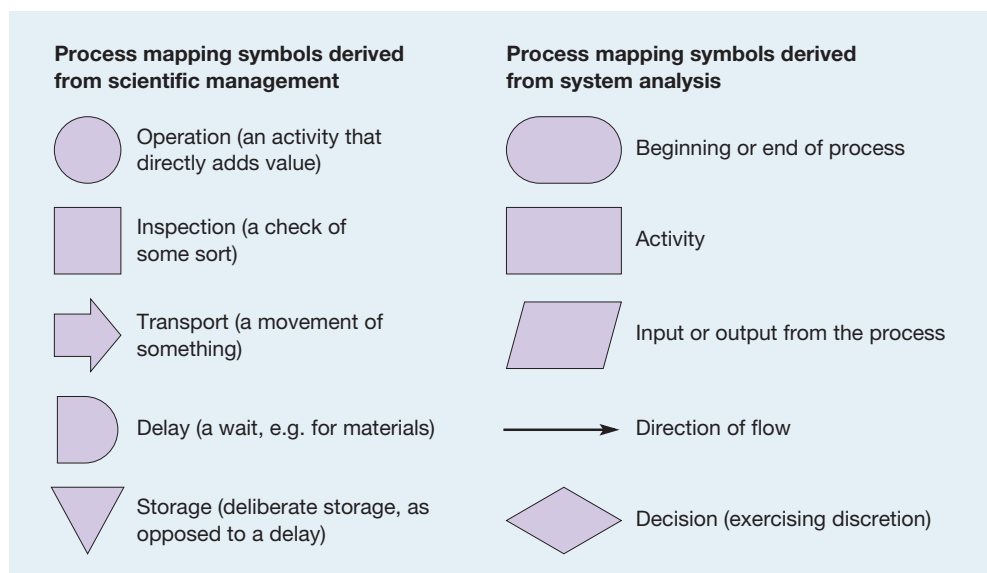 Process mapping symbols derived
from scientific management
Operation (an activity that
directly adds value)
Inspection (a check of
some sort)
Transport (a movement of
something)
Delay (a wait, e.g. for materials)
Storage (deliberate storage, as
opposed to a delay)
Process mapping symbols derived
from system analysis
Beginning or end of process
Activity
Input or output from the process
Direction of flow
Decision (exercising discretion)